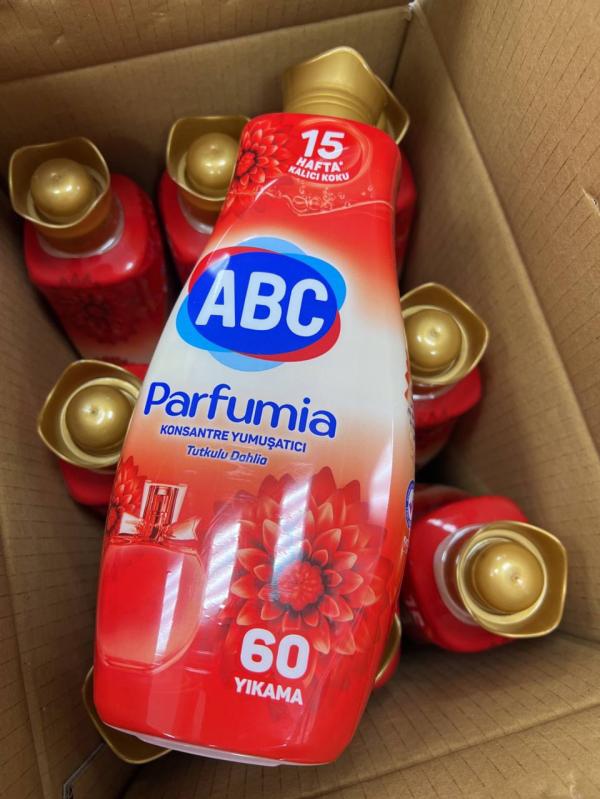 15
HAFTA*
KALICI KOKU
ABC
Parfumia
KONSANTRE YUMUŞATICI
Tutkulu Dahlia
60
YIKAMA